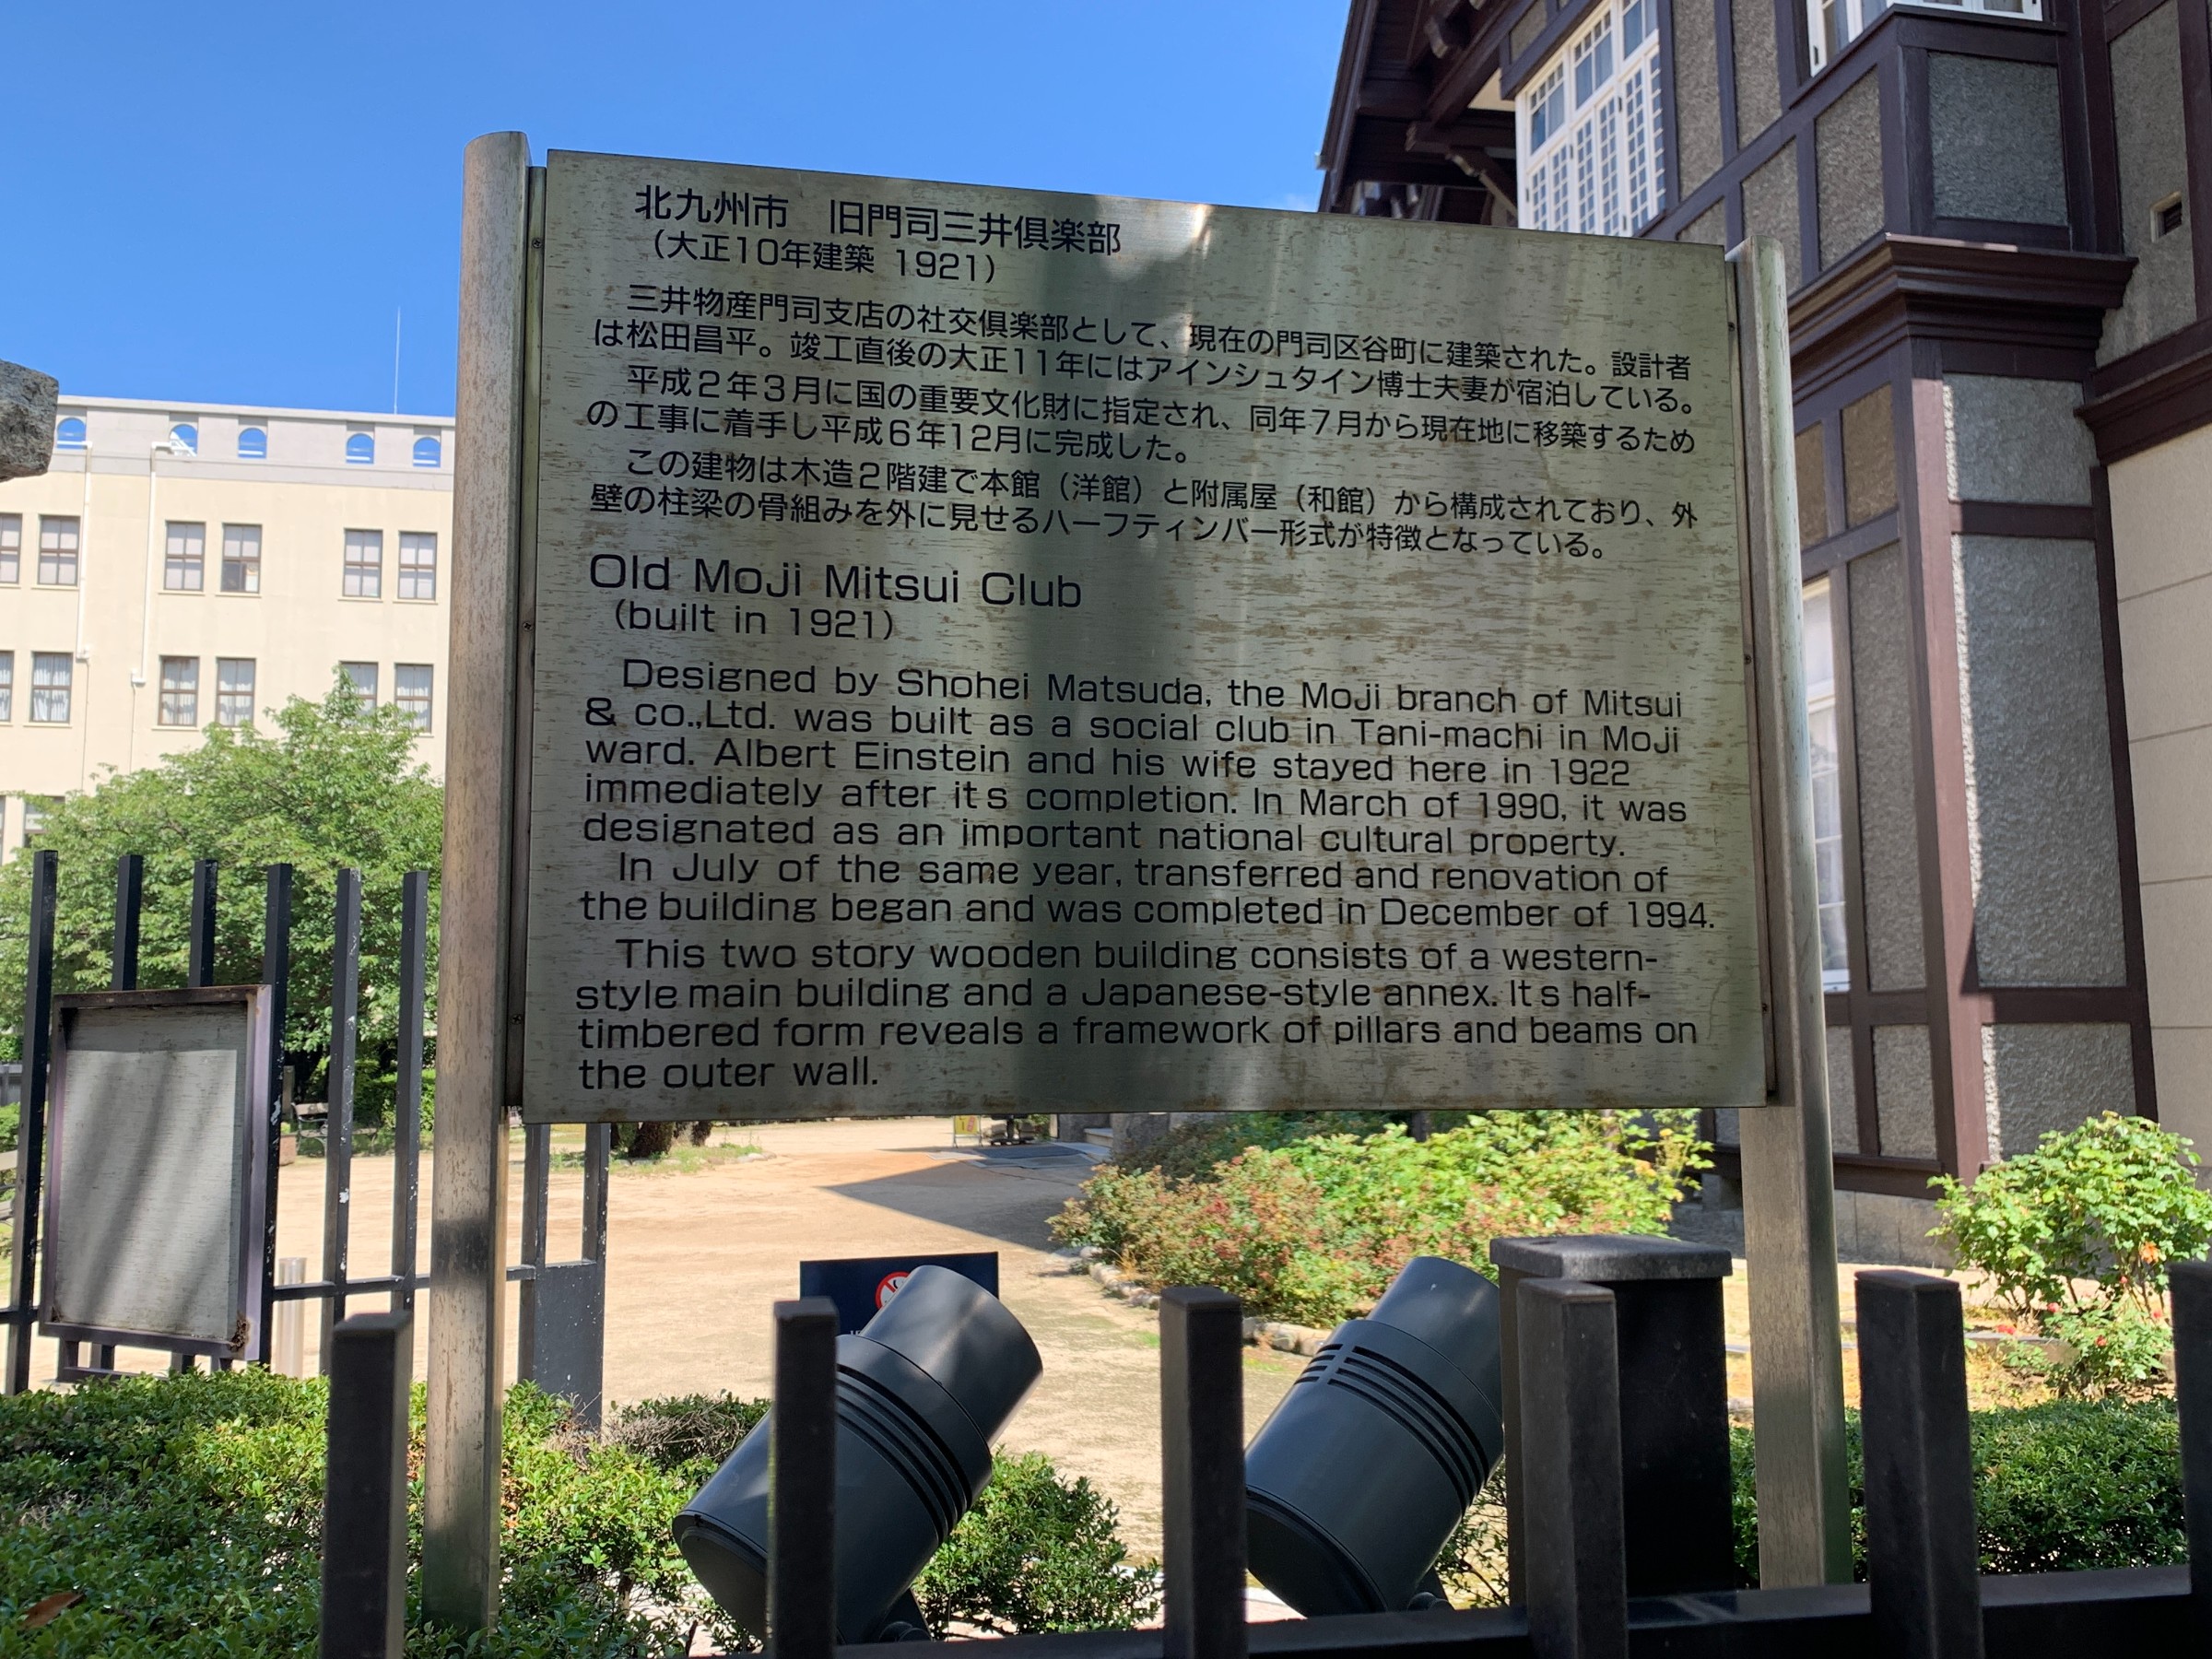 北九州市　旧門司三井倶楽部
（大正10年建築 1921）
三井物産門司支店の社交倶楽部として、現在の門司区谷町に建築された。設計者
は松田昌平。竣工直後の大正11年にはアインシュタイン博士夫妻が宿泊している。
平成2年3月に国の重要文化財に指定され、同年7月から現在地に移築するため
の工事に着手し平成6年12月に完成した。
この建物は木造2階建で本館（洋館）と附属屋（和館）から構成されており、外
壁の柱梁の骨組みを外に見せるハーフティンバー形式が特徴となっている。
Old Moji Mitsui Club
(built in 1921)
Designed by Shohei Matsuda, the Moji branch of Mitsui
& co.,Ltd. was built as a social club in Tani-machi in Moji
ward. Albert Einstein and his wife stayed here in 1922
immediately after its completion. In March of 1990, it was
designated as an important national cultural property.
In July of the same year, transferred and renovation of
the building began and was completed in December of 1994.
This two story wooden building consists of a western-
style main building and a Japanese-style annex. Its half-
timbered form reveals a framework of pillars and beams on
the outer wall.